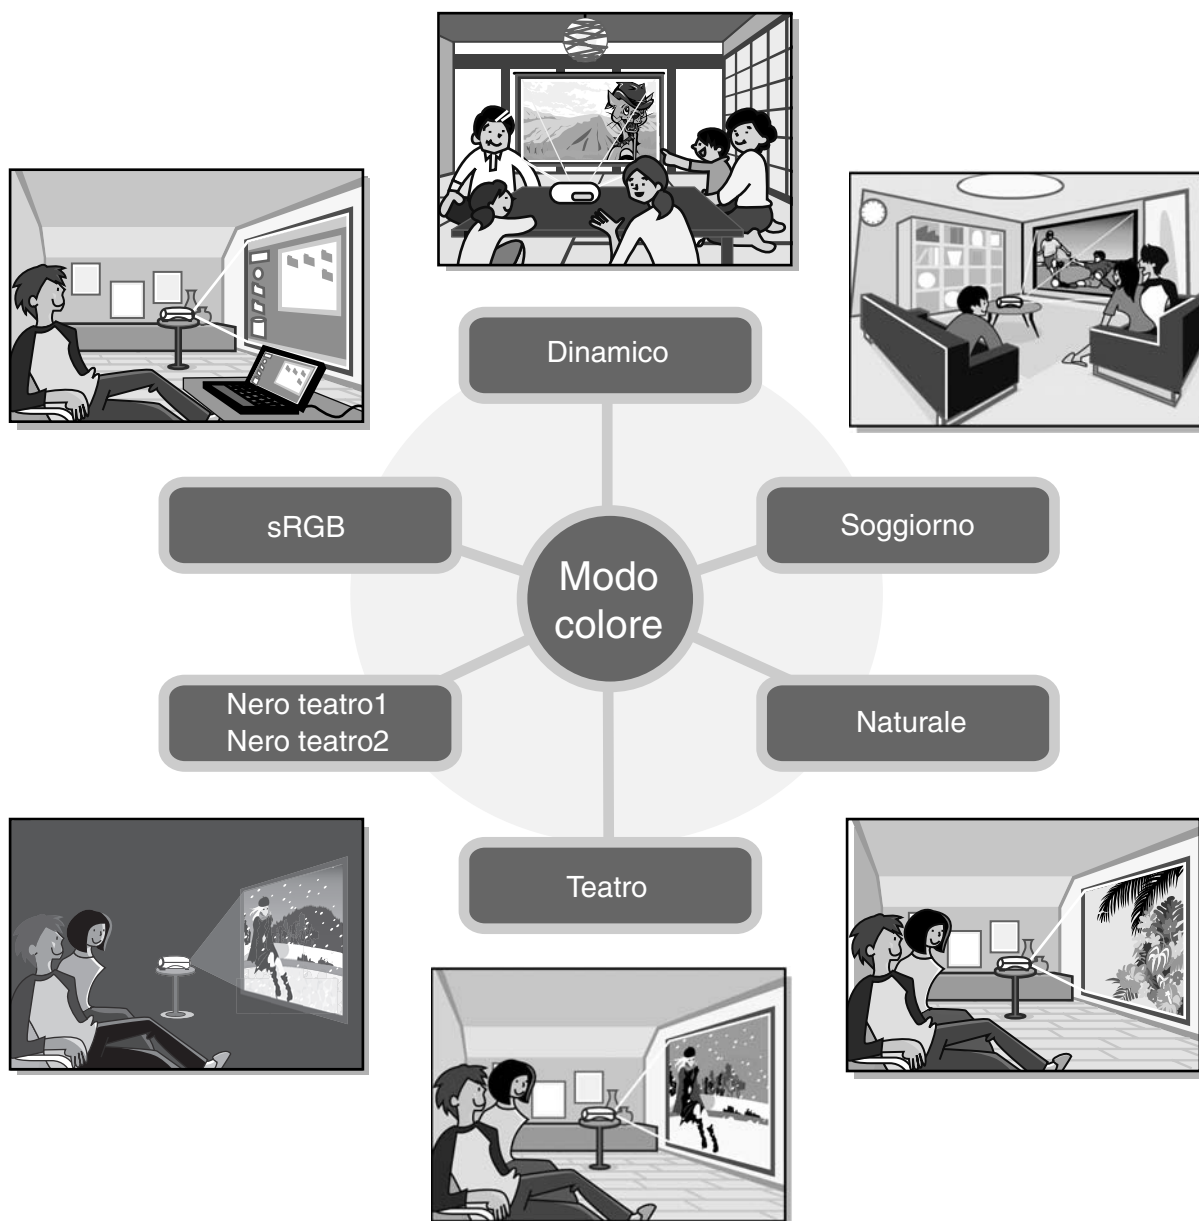 Dinamico
sRGB
Soggiorno
Modo
colore
Nero teatro1
Nero teatro2
Naturale
Teatro